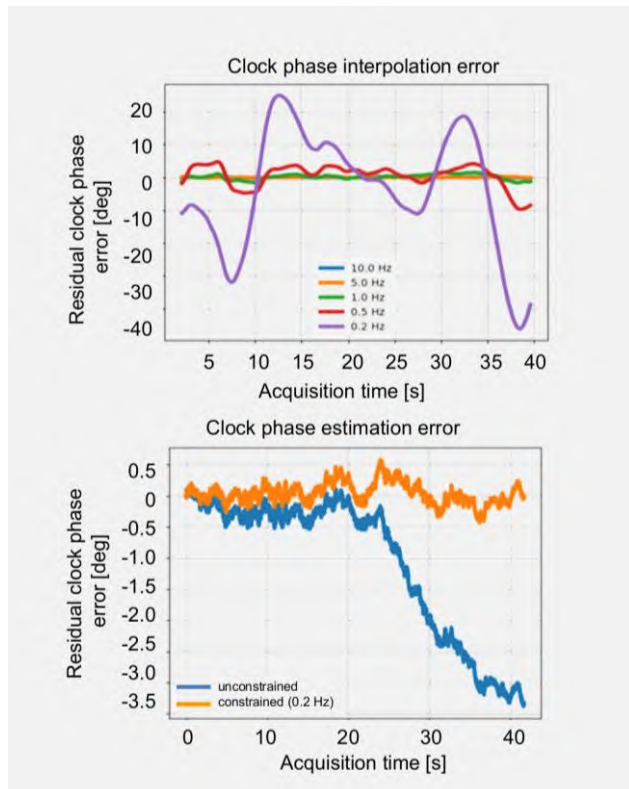 Clock phase interpolation error
Residual clock phase
error [deg]
20
10
0
-10
-20
-30
-40
10.0 Hz
5.0 Hz
1.0 Hz
0.5 Hz
0.2 Hz
5 10 15 20 25 30 35 40
Acquisition time [s]
Clock phase estimation error
Residual clock phase
error [deg]
0.5
0
-0.5
-1.0
-1.5
-2.0
-2.5
-3.0
-3.5
unconstrained
constrained (0.2 Hz)
0 10 20 30 40
Acquisition time [s]